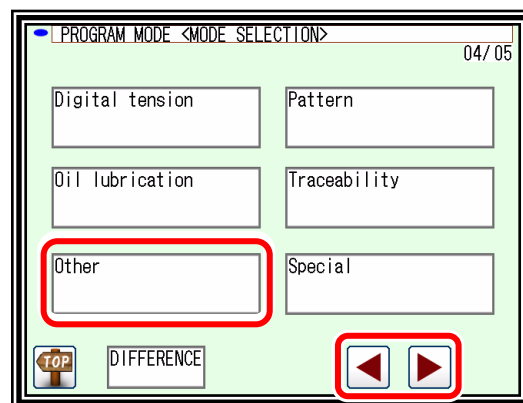 PROGRAM MODE <MODE SELECTION>
04/05
Digital tension
Pattern
Oil lubrication
Traceability
Other
Special
TOP
DIFFERENCE